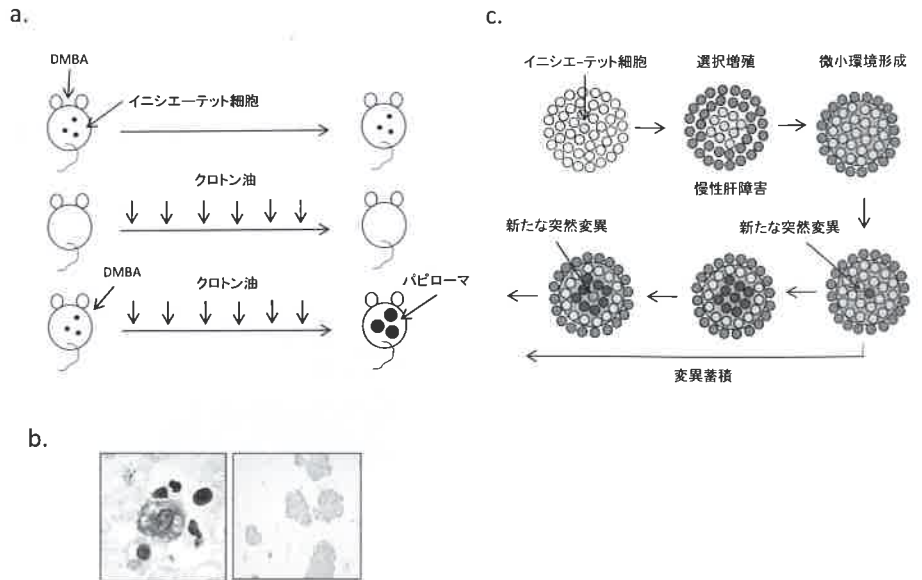 a.
DMBA
イニシエーテット細胞
クロトン油
DMBA
クロトン油
パピローマ
b.
c.
イニシエ-テット細胞
選択増殖
微小環境形成
慢性肝障害
新たな突然変異
新たな突然変異
変異蓄積